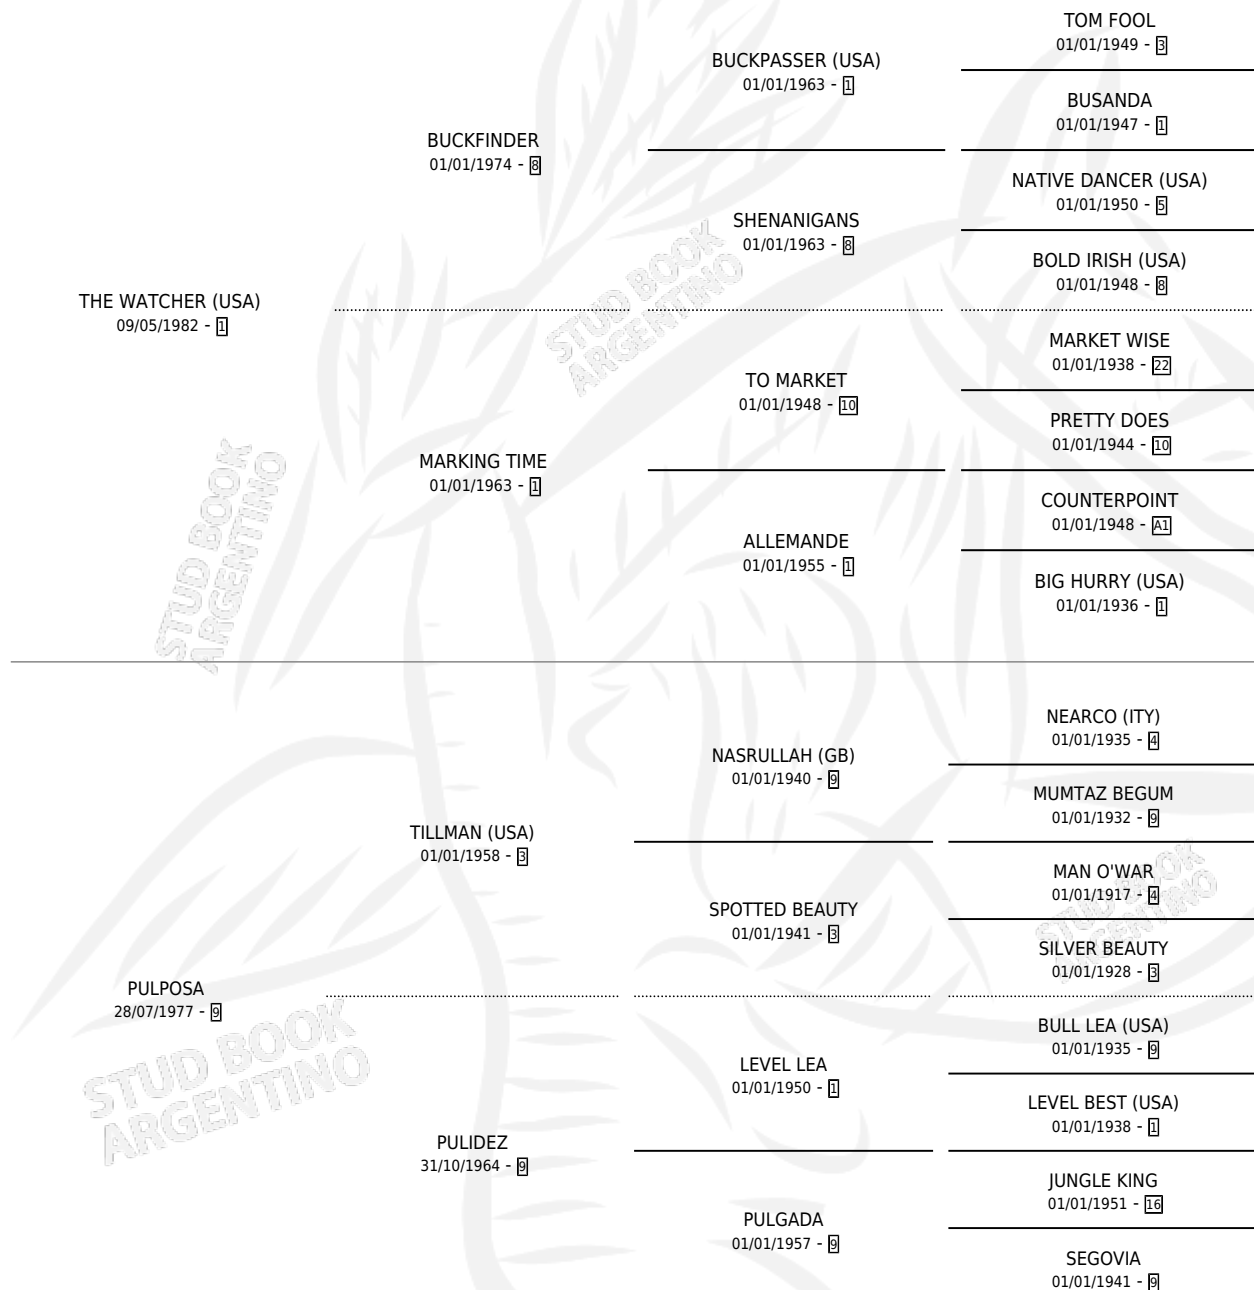 TOM FOOL
01/01/1949 - 3
BUCKPASSER (USA)
01/01/1963 - 1
BUSANDA
01/01/1947 - 1
BUCKFINDER
01/01/1974 - 8
NATIVE DANCER (USA)
01/01/1950 - 5
SHENANIGANS
01/01/1963 - 8
BOLD IRISH (USA)
01/01/1948 - 8
THE WATCHER (USA)
09/05/1982 - 1
MARKET WISE
01/01/1938 - 22
TO MARKET
01/01/1948 - 10
PRETTY DOES
01/01/1944 - 10
MARKING TIME
01/01/1963 - 1
COUNTERPOINT
01/01/1948 - A1
ALLEMANDE
01/01/1955 - 1
BIG HURRY (USA)
01/01/1936 - 1
NEARCO (ITY)
01/01/1935 - 4
NASRULLAH (GB)
01/01/1940 - 9
MUMTAZ BEGUM
01/01/1932 - 9
TILLMAN (USA)
01/01/1958 - 3
MAN O'WAR
01/01/1917 - 4
SPOTTED BEAUTY
01/01/1941 - 3
SILVER BEAUTY
01/01/1928 - 3
PULPOSA
28/07/1977 - 9
BULL LEA (USA)
01/01/1935 - 9
LEVEL LEA
01/01/1950 - 1
LEVEL BEST (USA)
01/01/1938 - 1
PULIDEZ
31/10/1964 - 9
JUNGLE KING
01/01/1951 - 16
PULGADA
01/01/1957 - 9
SEGOVIA
01/01/1941 - 9
STUD BOOK
ARGENTINO
STUD BOOK
ARGENTINO
STUD BOOK
ARGENTINO
STUD BOOK
ARGENTINO